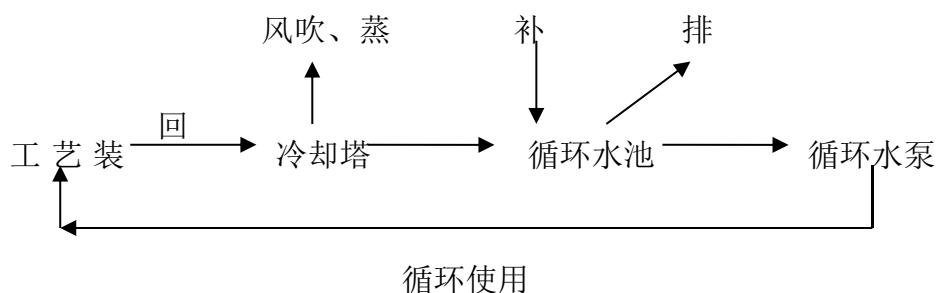 风吹、蒸
补
排
回
工 艺 装
冷却塔
循环水池
循环水泵
循环使用